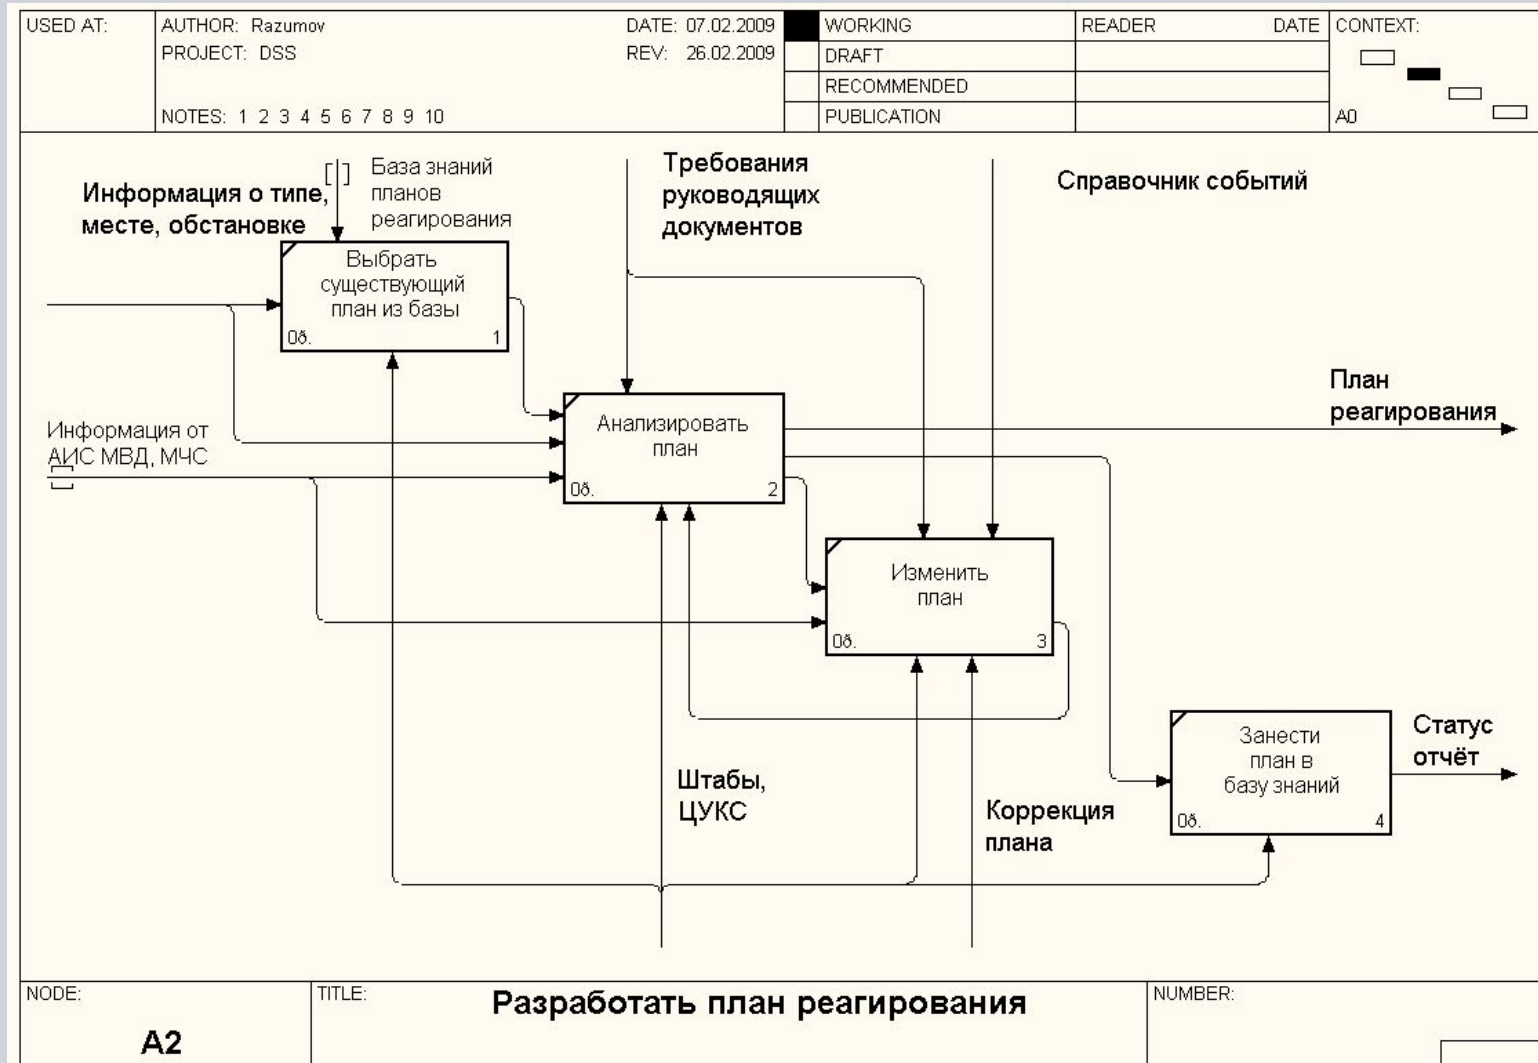 USED AT:
AUTHOR: Razumov
DATE: 07.02.2009
PROJECT: DSS
REV: 26.02.2009
NOTES: 1 2 3 4 5 6 7 8 9 10
WORKING
DRAFT
RECOMMENDED
PUBLICATION
READER
DATE
CONTEXT:
A0
Информация о типе,
месте, обстановке
База знаний
планов
реагирования
Требования
руководящих
документов
Справочник событий
Выбрать
существующий
план из базы
0ð. 1
Информация от
АИС МВД, МЧС
Анализировать
план
0ð. 2
План
реагирования
Изменить
план
0ð. 3
Штабы,
ЦУКС
Коррекция
плана
Занести
план в
базу знаний
0ð. 4
Статус
отчёт
NODE:
A2
TITLE:
Разработать план реагирования
NUMBER: